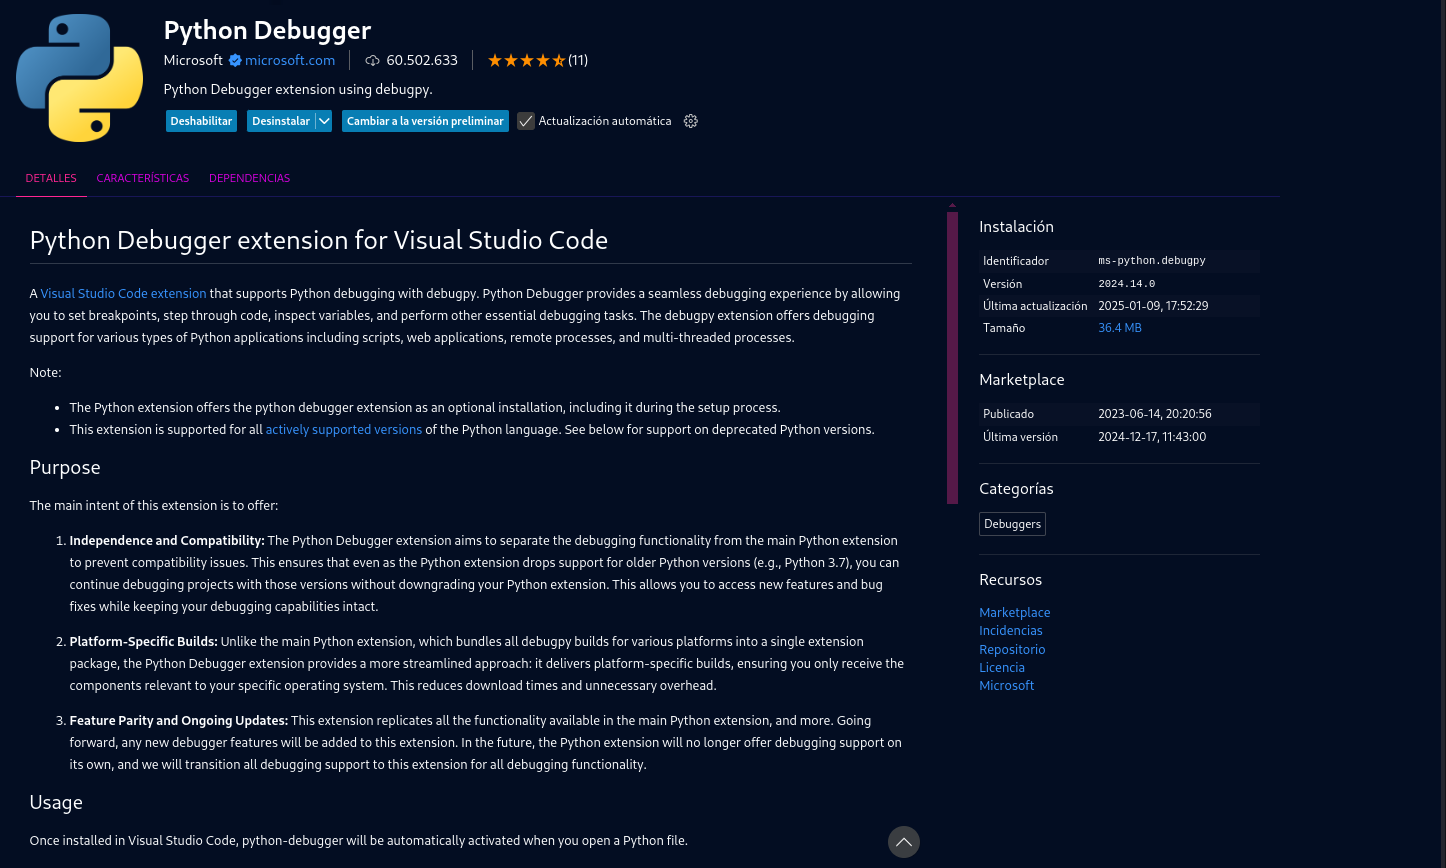 Python Debugger
Microsoft microsoft.com 60.502.633 (11)
Python Debugger extension using debugpy.
Deshabilitar Desinstalar Cambiar a la versión preliminar Actualización automática
DETALLES CARACTERÍSTICAS DEPENDENCIAS
Python Debugger extension for Visual Studio Code
A Visual Studio Code extension that supports Python debugging with debugpy. Python Debugger provides a seamless debugging experience by allowing
you to set breakpoints, step through code, inspect variables, and perform other essential debugging tasks. The debugpy extension offers debugging
support for various types of Python applications including scripts, web applications, remote processes, and multi-threaded processes.
Note:
• The Python extension offers the python debugger extension as an optional installation, including it during the setup process.
• This extension is supported for all actively supported versions of the Python language. See below for support on deprecated Python versions.
Purpose
The main intent of this extension is to offer:
1. Independence and Compatibility: The Python Debugger extension aims to separate the debugging functionality from the main Python extension
to prevent compatibility issues. This ensures that even as the Python extension drops support for older Python versions (e.g., Python 3.7), you can
continue debugging projects with those versions without downgrading your Python extension. This allows you to access new features and bug
fixes while keeping your debugging capabilities intact.
2. Platform-Specific Builds: Unlike the main Python extension, which bundles all debugpy builds for various platforms into a single extension
package, the Python Debugger extension provides a more streamlined approach: it delivers platform-specific builds, ensuring you only receive the
components relevant to your specific operating system. This reduces download times and unnecessary overhead.
3. Feature Parity and Ongoing Updates: This extension replicates all the functionality available in the main Python extension, and more. Going
forward, any new debugger features will be added to this extension. In the future, the Python extension will no longer offer debugging support on
its own, and we will transition all debugging support to this extension for all debugging functionality.
Usage
Once installed in Visual Studio Code, python-debugger will be automatically activated when you open a Python file.
Instalación
Identificador ms-python.debugpy
Versión 2024.14.0
Última actualización 2025-01-09, 17:52:29
Tamaño 36.4 MB
Marketplace
Publicado 2023-06-14, 20:20:56
Última versión 2024-12-17, 11:43:00
Categorías
Debuggers
Recursos
Marketplace
Incidencias
Repositorio
Licencia
Microsoft